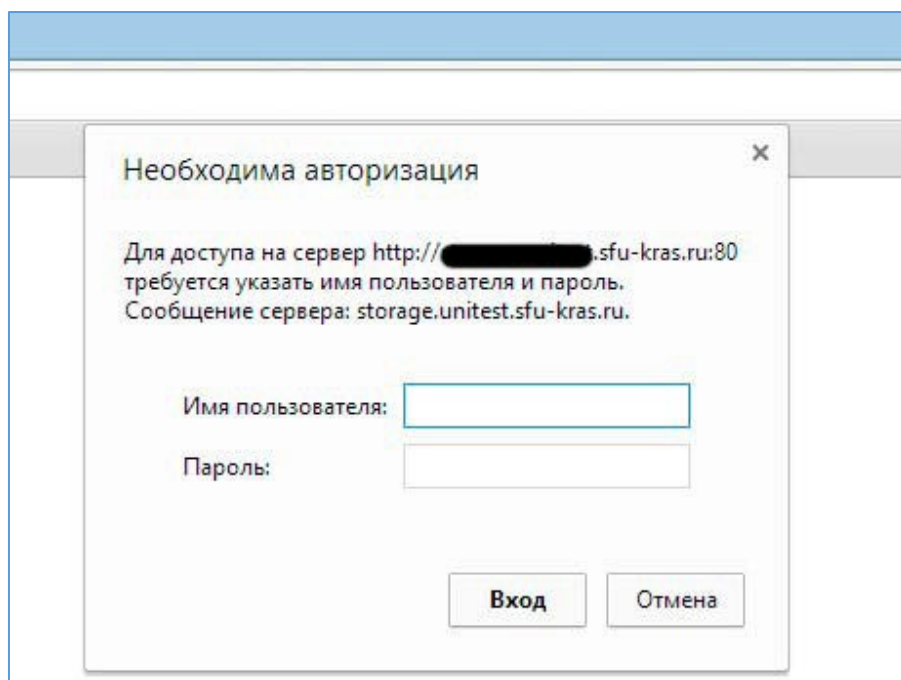 Необходима авторизация
Для доступа на сервер http:// .sfu-kras.ru:80
требуется указать имя пользователя и пароль.
Сообщение сервера: storage.unitest.sfu-kras.ru.
Имя пользователя:
Пароль:
Вход Отмена